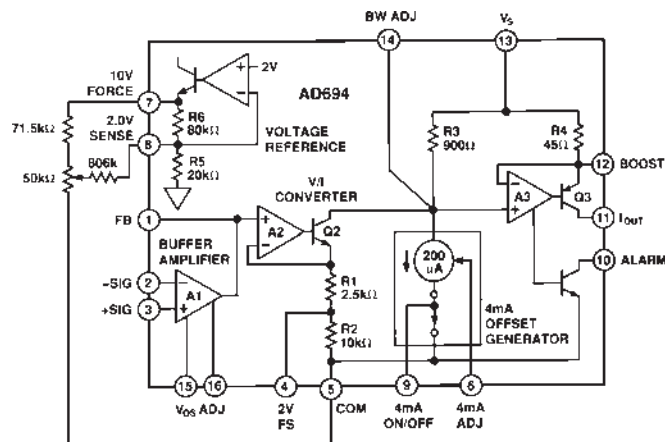 BW ADJ
14
VS
13
10V
FORCE
7
2V
AD694
R6
80kΩ
2.0V
SENSE
8
VOLTAGE
REFERENCE
R5
20kΩ
71.5kΩ
806k
50kΩ
R3
900Ω
R4
45Ω
12
BOOST
A3
Q3
11
IOUT
V/I
CONVERTER
FB
1
A2
Q2
BUFFER
AMPLIFIER
–SIG
2
A1
+SIG
3
R1
2.5kΩ
R2
10kΩ
200
µA
10
ALARM
4mA
OFFSET
GENERATOR
15
16
4
5
9
6
VOS ADJ
2V
FS
COM
4mA
ON/OFF
4mA
ADJ